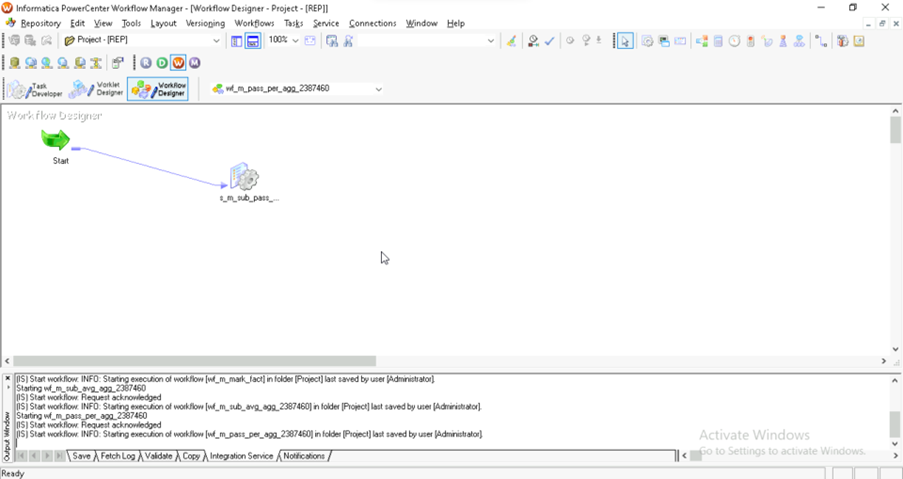 Informatica PowerCenter Workflow Manager - [Workflow Designer - Project - [REP]]
Repository Edit View Tools Layout Versioning Workflows Tasks Service Connections Window Help
Project - [REP] 100%
R D W M
Task Developer Worklet Designer Workflow Designer wf_m_pass_per_agg_2387460
Workflow Designer
Start
s_m_sub_pass_...
[IS] Start workflow: INFO: Starting execution of workflow [wf_m_mark_fact] in folder [Project] last saved by user [Administrator].
Starting wf_m_sub_avg_agg_2387460
[IS] Start workflow: Request acknowledged
[IS] Start workflow: INFO: Starting execution of workflow [wf_m_sub_avg_agg_2387460] in folder [Project] last saved by user [Administrator].
Starting wf_m_pass_per_agg_2387460
[IS] Start workflow: Request acknowledged
[IS] Start workflow: INFO: Starting execution of workflow [wf_m_pass_per_agg_2387460] in folder [Project] last saved by user [Administrator].
Output Window
Save Fetch Log Validate Copy Integration Service Notifications
Activate Windows
Go to Settings to activate Windows.
Ready